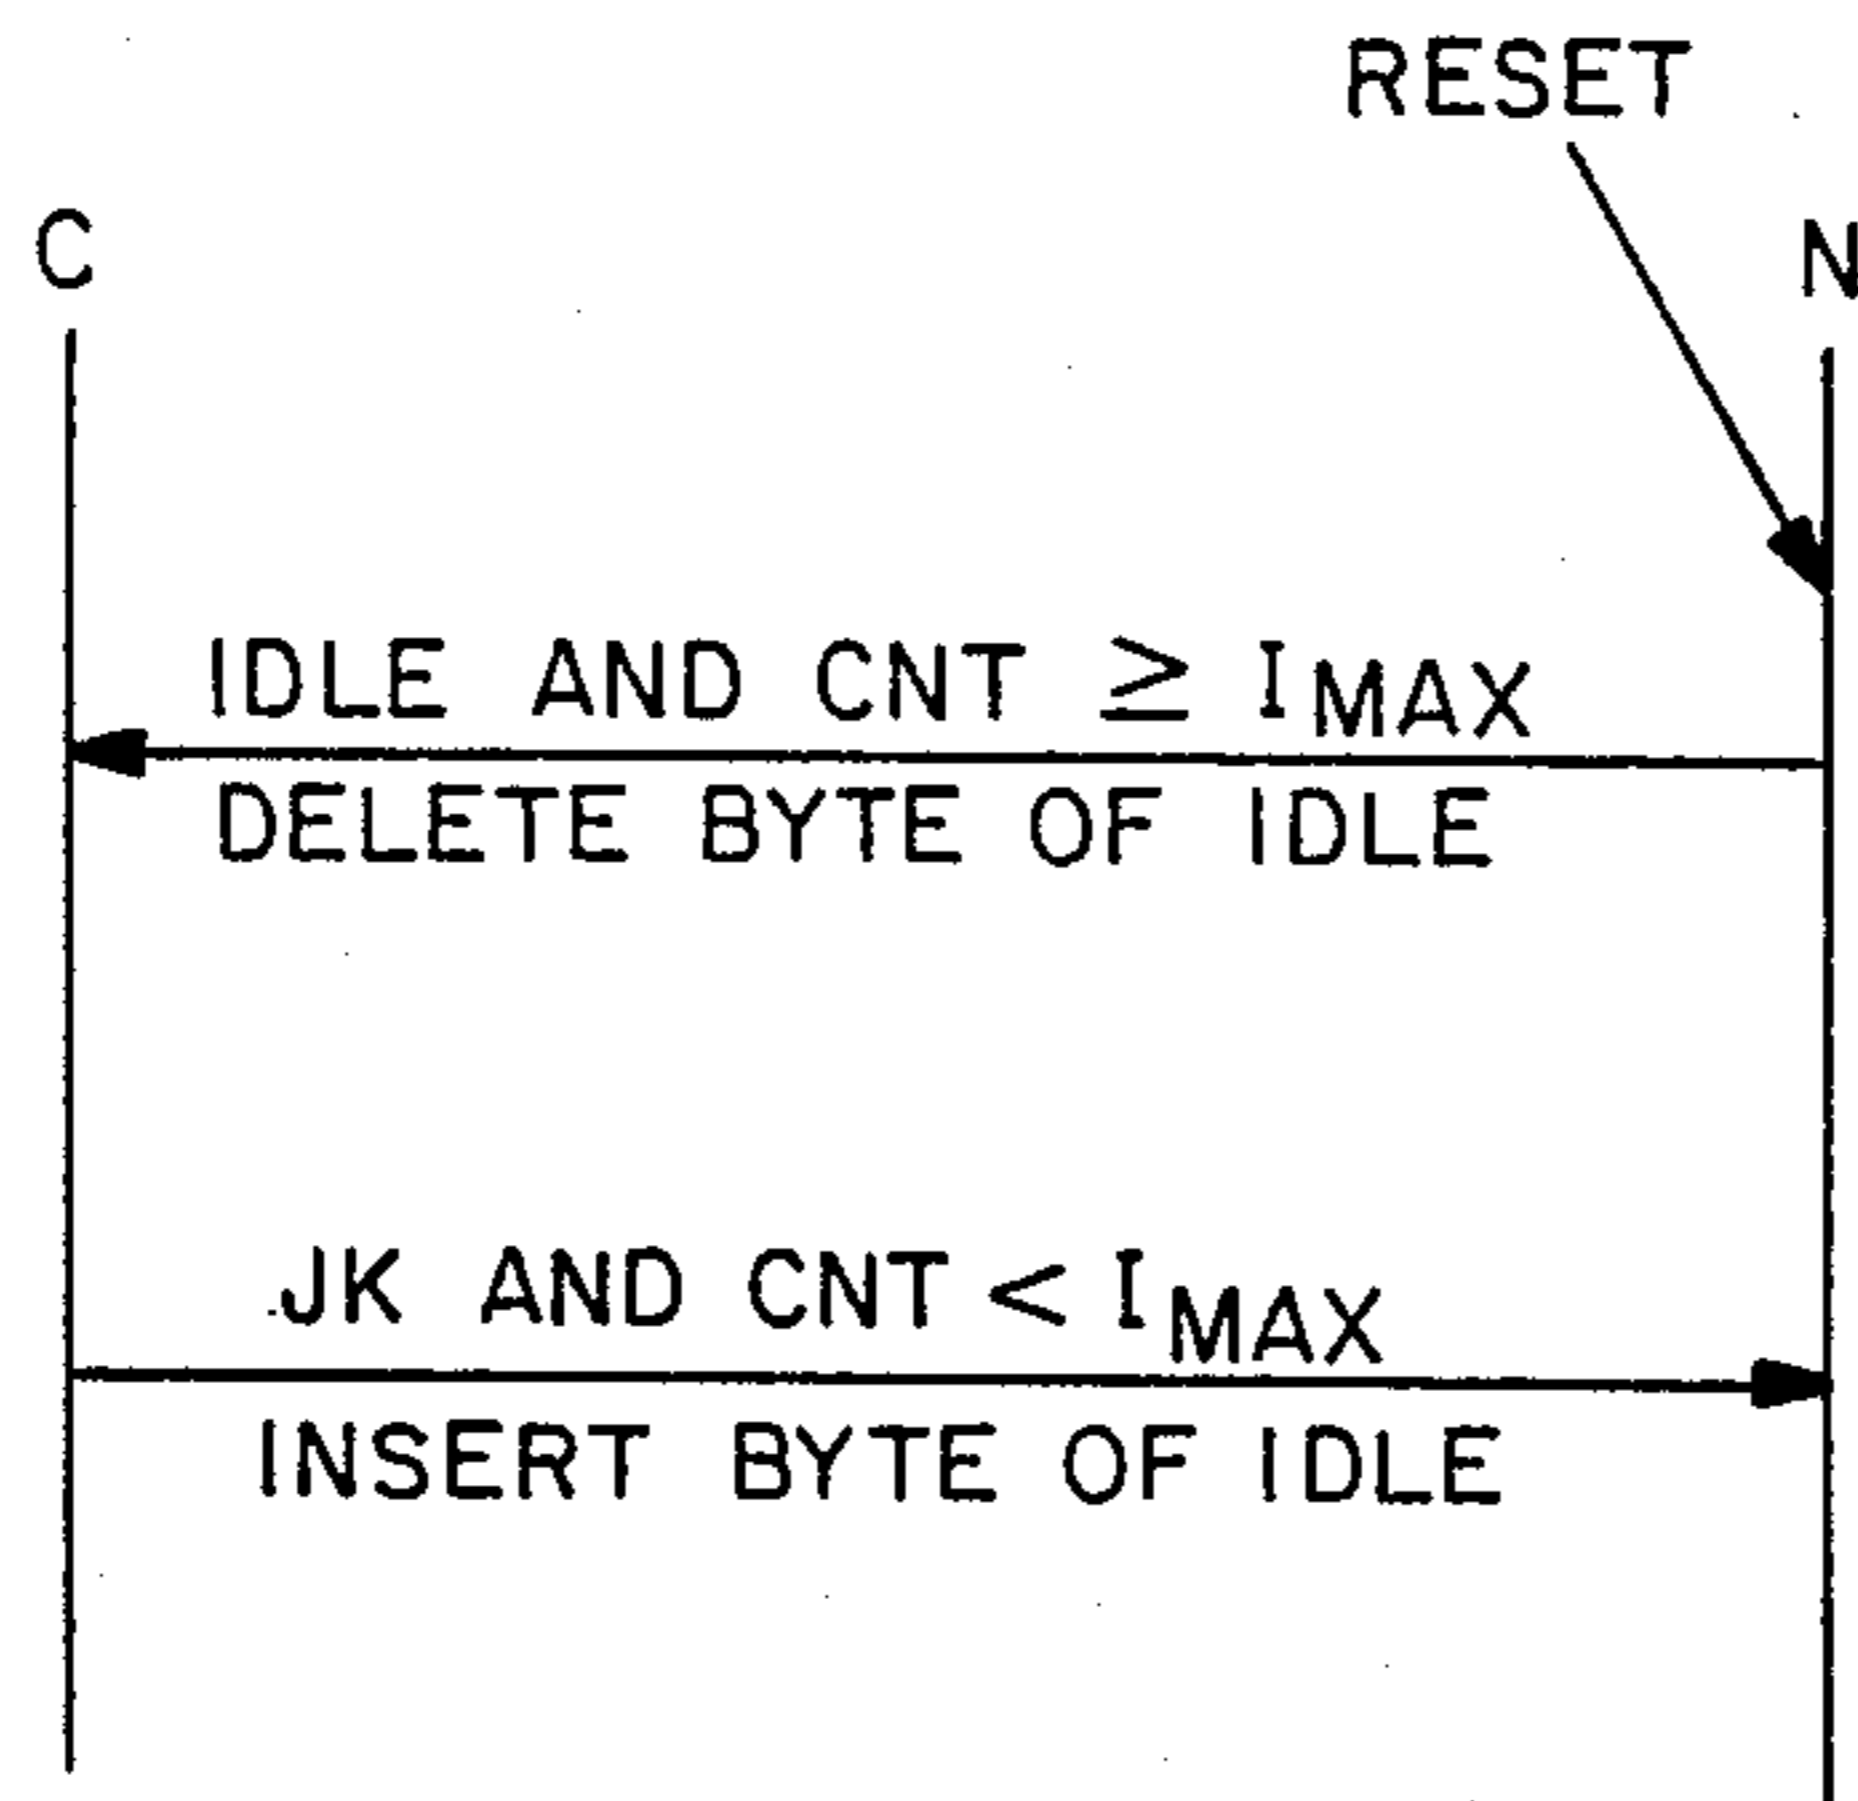 RESET
C
N
IDLE AND CNT ≥ IMAX
DELETE BYTE OF IDLE
JK AND CNT < IMAX
INSERT BYTE OF IDLE